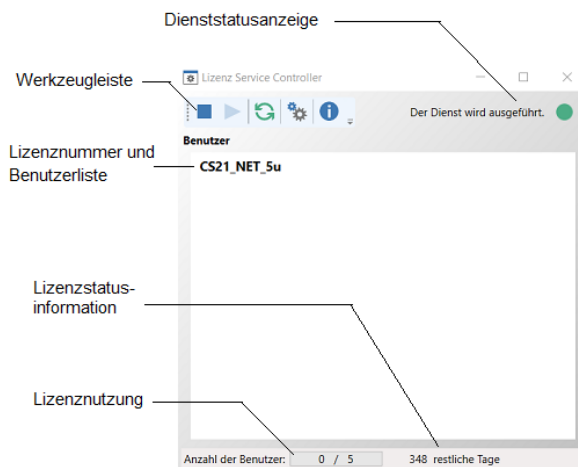 Dienststatusanzeige
Werkzeugleiste
Lizenz Service Controller
Der Dienst wird ausgeführt.
Benutzer
Lizenznummer und
Benutzerliste
CS21_NET_5u
Lizenzstatus-
information
Lizenznutzung
Anzahl der Benutzer: 0 / 5 348 restliche Tage